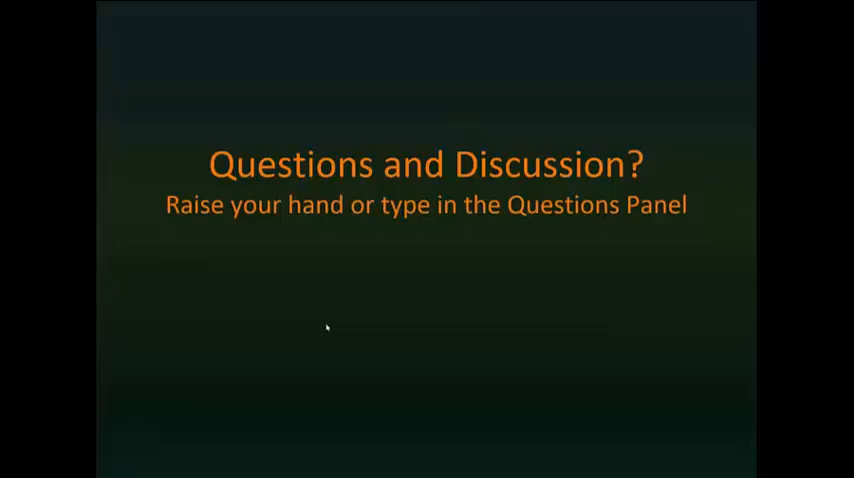 Questions and Discussion?
Raise your hand or type in the Questions Panel